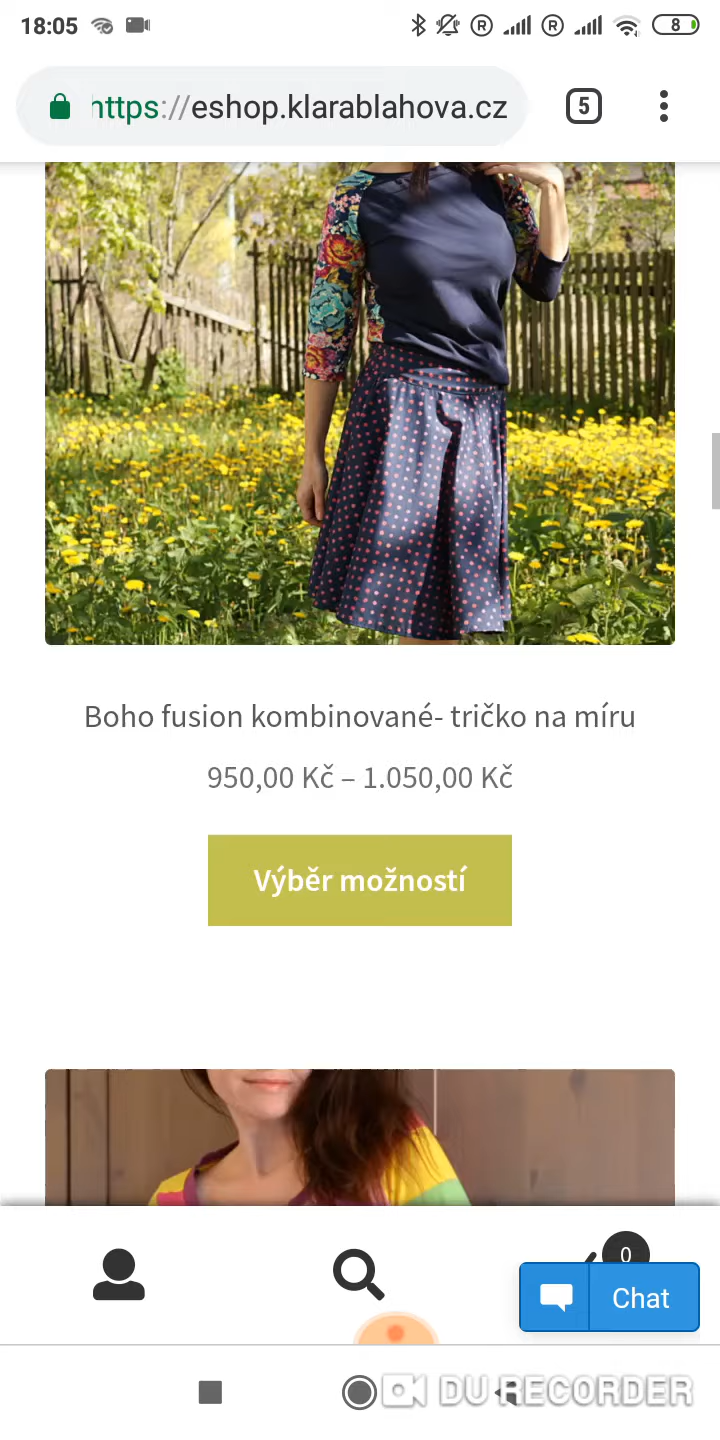 18:05 R R 8
https://eshop.klarablahova.cz 5
Boho fusion kombinované- tričko na míru
950,00 Kč – 1.050,00 Kč
Výběr možností
0
Chat
DU RECORDER